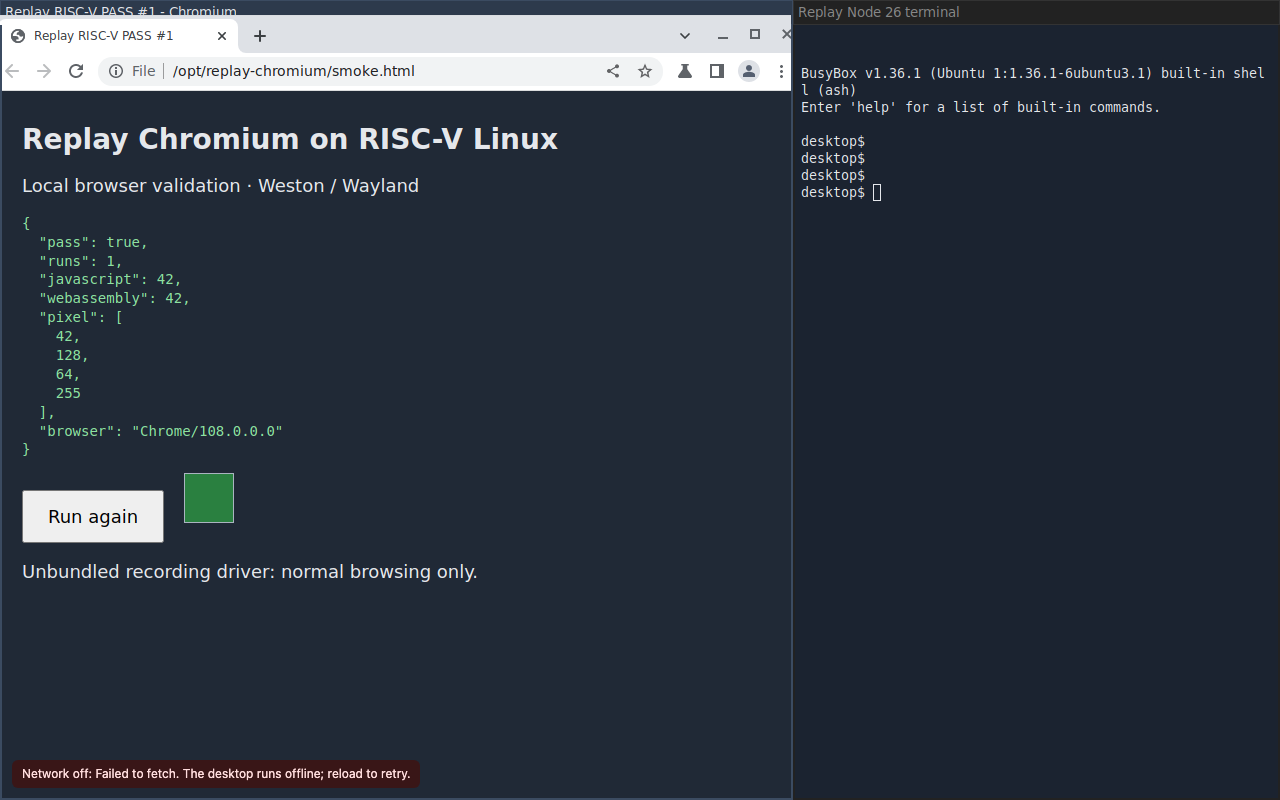 Replay RISC-V PASS #1 - Chromium
Replay RISC-V PASS #1
File
/opt/replay-chromium/smoke.html
Replay Chromium on RISC-V Linux
Local browser validation · Weston / Wayland
{
  "pass": true,
  "runs": 1,
  "javascript": 42,
  "webassembly": 42,
  "pixel": [
    42,
    128,
    64,
    255
  ],
  "browser": "Chrome/108.0.0.0"
}
Run again
Unbundled recording driver: normal browsing only.
Network off: Failed to fetch. The desktop runs offline; reload to retry.
Replay Node 26 terminal
BusyBox v1.36.1 (Ubuntu 1:1.36.1-6ubuntu3.1) built-in shel
l (ash)
Enter 'help' for a list of built-in commands.
desktop$
desktop$
desktop$
desktop$